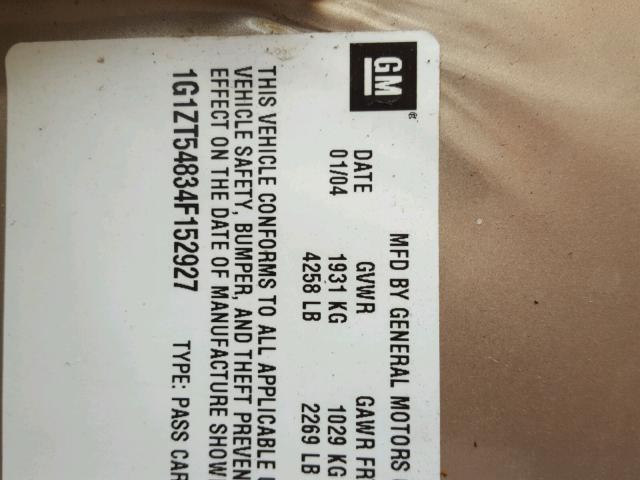 GM
MFD BY GENERAL MOTORS
DATE GVWR GAWR FR
01/04 1931 KG 1029 KG
4258 LB 2269 LB
THIS VEHICLE CONFORMS TO ALL APPLICABLE
VEHICLE SAFETY, BUMPER, AND THEFT PREVEN
EFFECT ON THE DATE OF MANUFACTURE SHOW
1G1ZT54834F152927 TYPE: PASS CAR